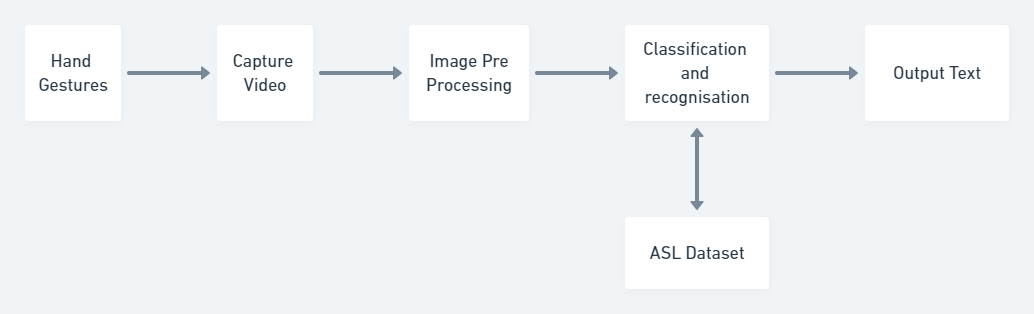 Hand
Gestures
Capture
Video
Image Pre
Processing
Classification
and
recognisation
Output Text
ASL Dataset